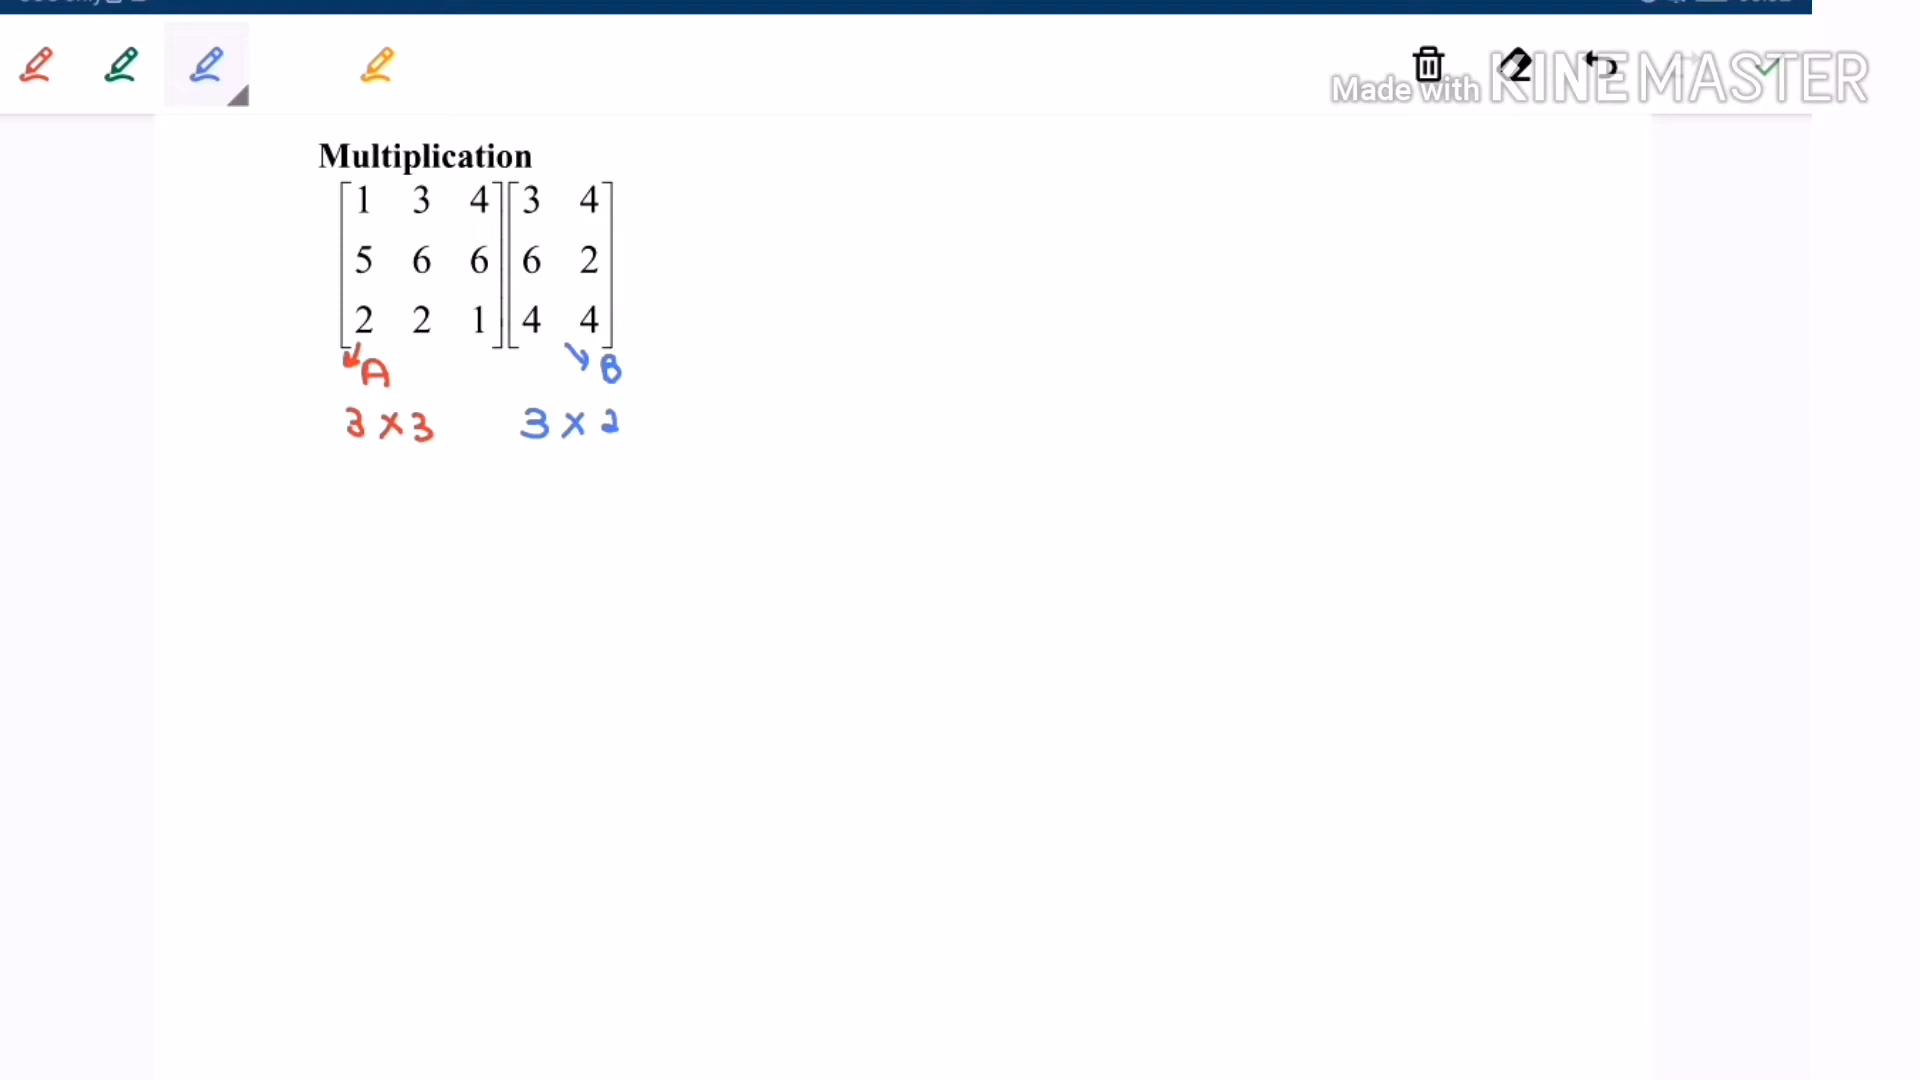 Made with KINEMASTER
Multiplication
1 3 4 3 4
5 6 6 6 2
2 2 1 4 4
A B
3 × 3 3 × 2